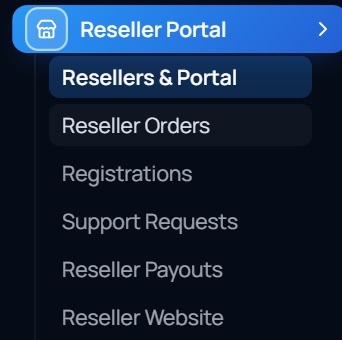 Reseller Portal
Resellers & Portal
Reseller Orders
Registrations
Support Requests
Reseller Payouts
Reseller Website